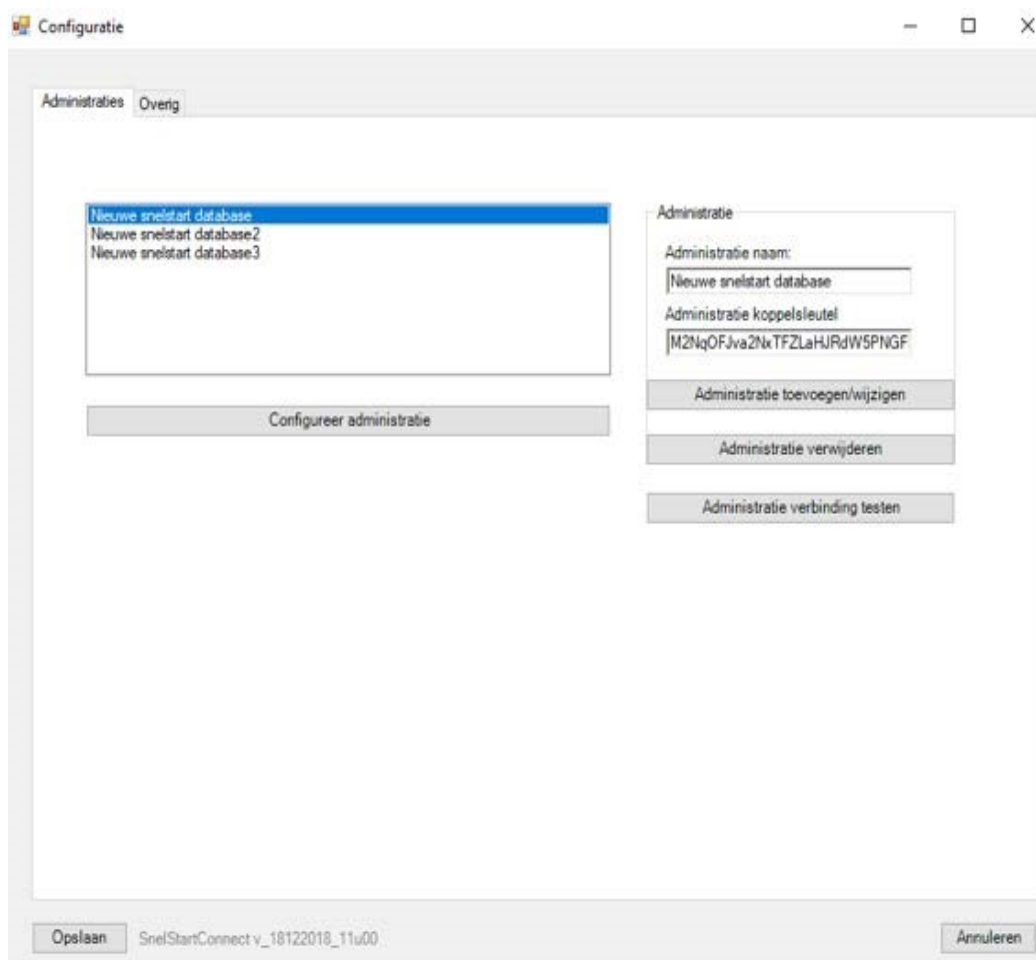 Configuratie
Administraties
Overig
Nieuwe snelstart database
Nieuwe snelstart database2
Nieuwe snelstart database3
Configureer administratie
Administratie
Administratie naam:
Nieuwe snelstart database
Administratie koppelsleutel
M2NqOFJva2NxTFZLaHJRdW5PNGF
Administratie toevoegen/wijzigen
Administratie verwijderen
Administratie verbinding testen
Opslaan
SnelStartConnect v_18122018_11u00
Annuleren